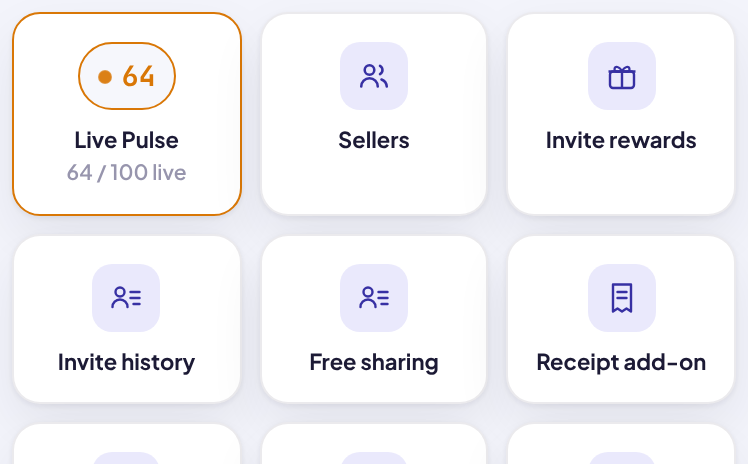 64
Live Pulse
64 / 100 live
Sellers
Invite rewards
Invite history
Free sharing
Receipt add-on